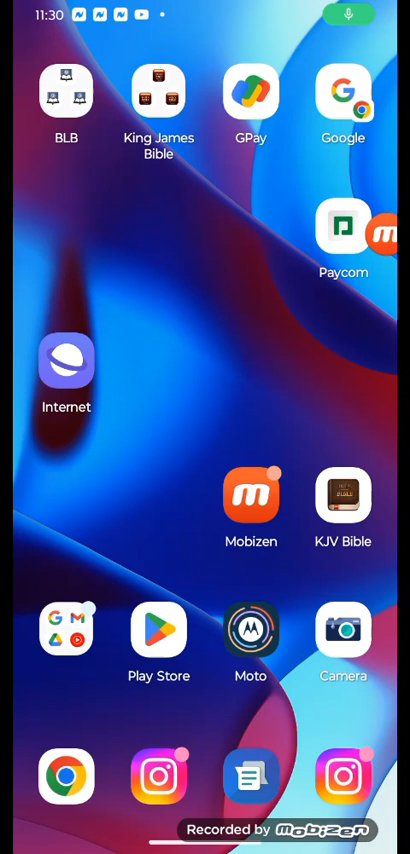 11:30
BLB
King James
Bible
GPay
Google
Paycom
Internet
Mobizen
KJV Bible
Play Store
Moto
Camera
Recorded by mobizen